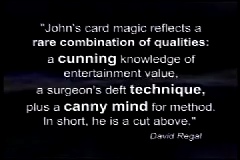 "John's card magic reflects a
rare combination of qualities:
a cunning knowledge of
entertainment value,
a surgeon's deft technique,
plus a canny mind for method.
In short, he is a cut above."
David Regal